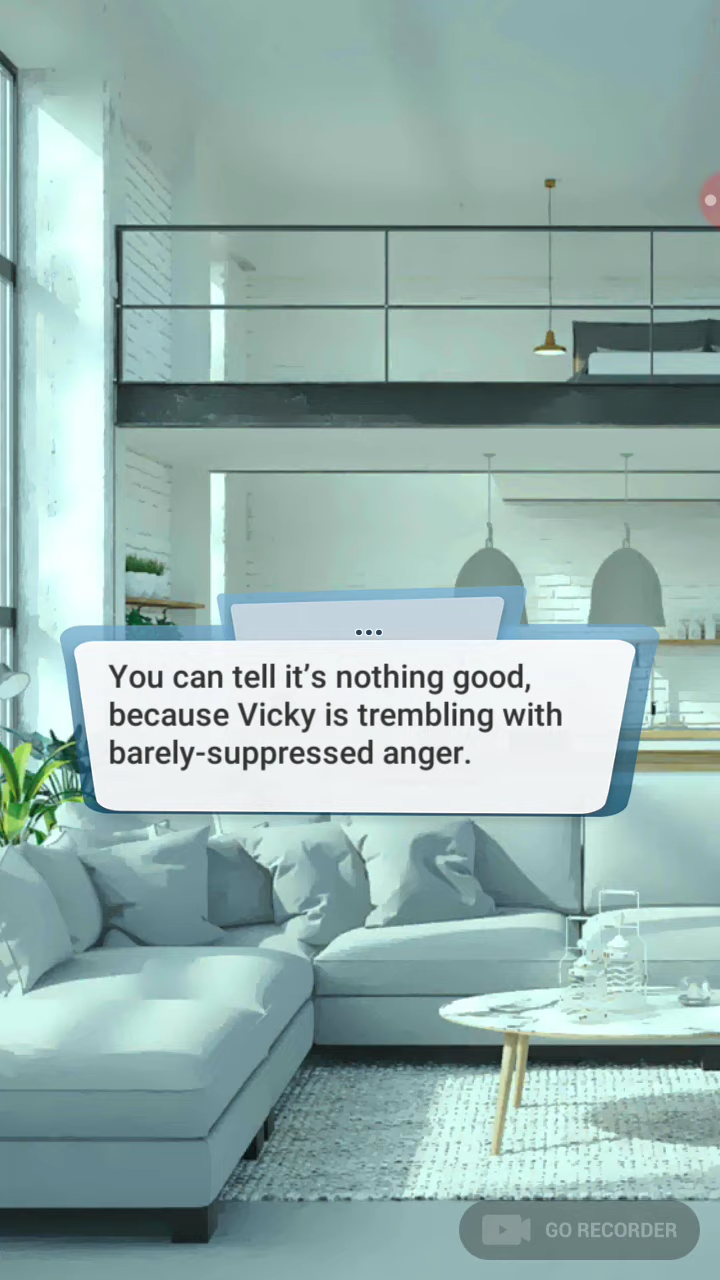 ...
You can tell it’s nothing good,
because Vicky is trembling with
barely-suppressed anger.
GO RECORDER